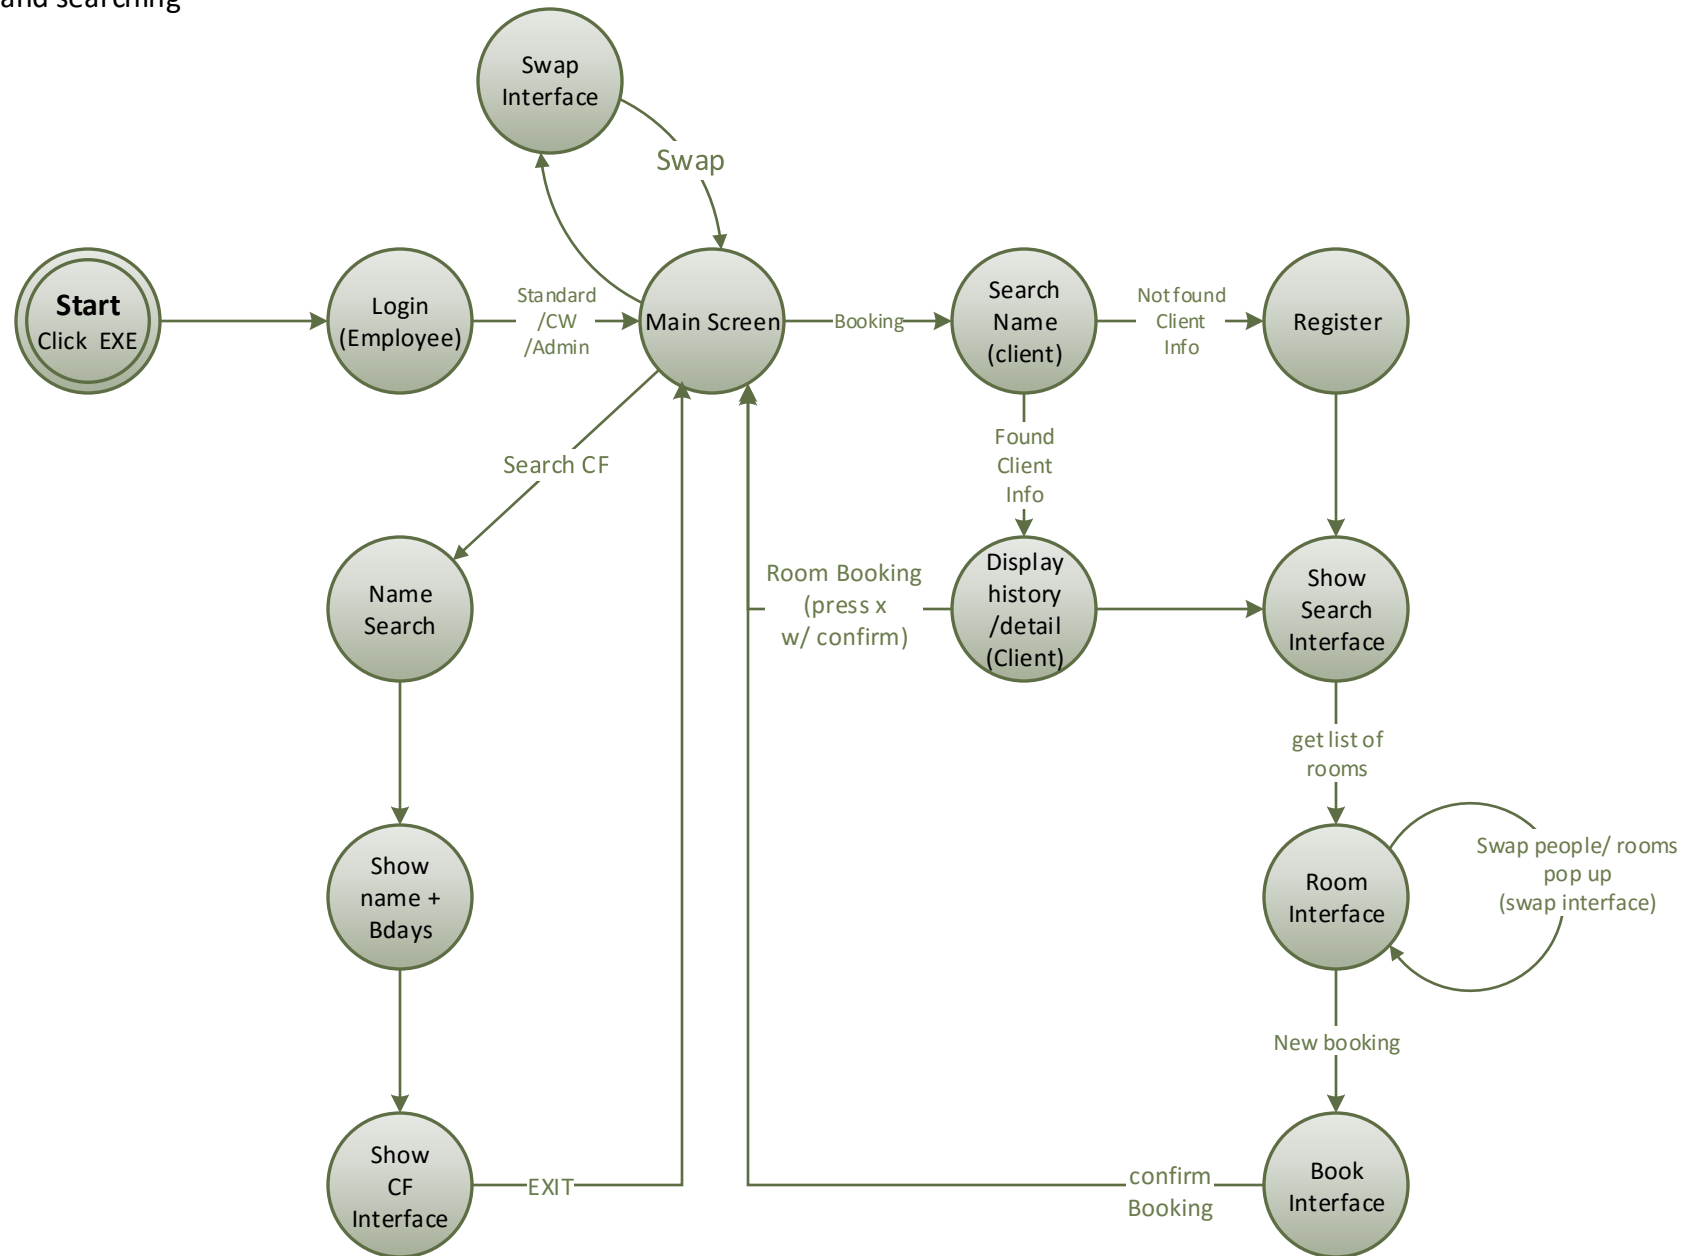 and searching
Swap
Interface
Swap
Start
Click EXE
Login
(Employee)
Standard
/CW
/Admin
Main Screen
Booking
Search
Name
(client)
Not found
Client
Info
Register
Search CF
Found
Client
Info
Name
Search
Room Booking
(press x
w/ confirm)
Display
history
/detail
(Client)
Show
Search
Interface
get list of
rooms
Show
name +
Bdays
Room
Interface
Swap people/ rooms
pop up
(swap interface)
New booking
Show
CF
Interface
EXIT
confirm
Booking
Book
Interface